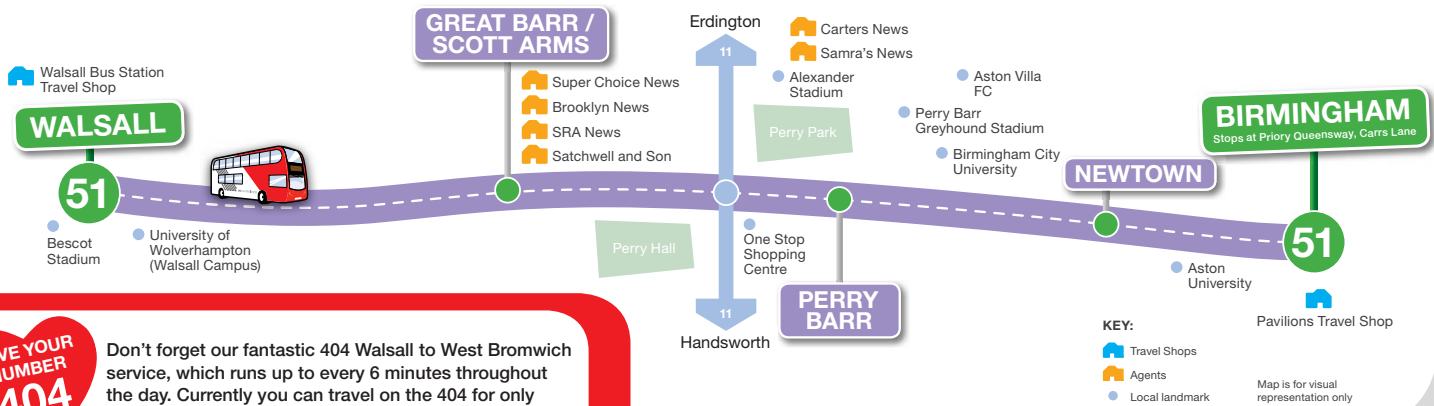 Walsall Bus Station
Travel Shop
WALSALL
51
Bescot
Stadium
University of
Wolverhampton
(Walsall Campus)
GREAT BARR /
SCOTT ARMS
Super Choice News
Brooklyn News
SRA News
Satchwell and Son
Erdington
11
Carters News
Samra's News
Alexander
Stadium
Perry Park
Aston Villa
FC
Perry Barr
Greyhound Stadium
Birmingham City
University
Perry Hall
One Stop
Shopping
Centre
11
Handsworth
PERRY
BARR
NEWTOWN
Aston
University
BIRMINGHAM
Stops at Priory Queensway, Carrs Lane
51
Pavilions Travel Shop
KEY:
Travel Shops
Agents
Local landmark
Map is for visual
representation only
YOUR
404
Don't forget our fantastic 404 Walsall to West Bromwich
service, which runs up to every 6 minutes throughout
the day. Currently you can travel on the 404 for only